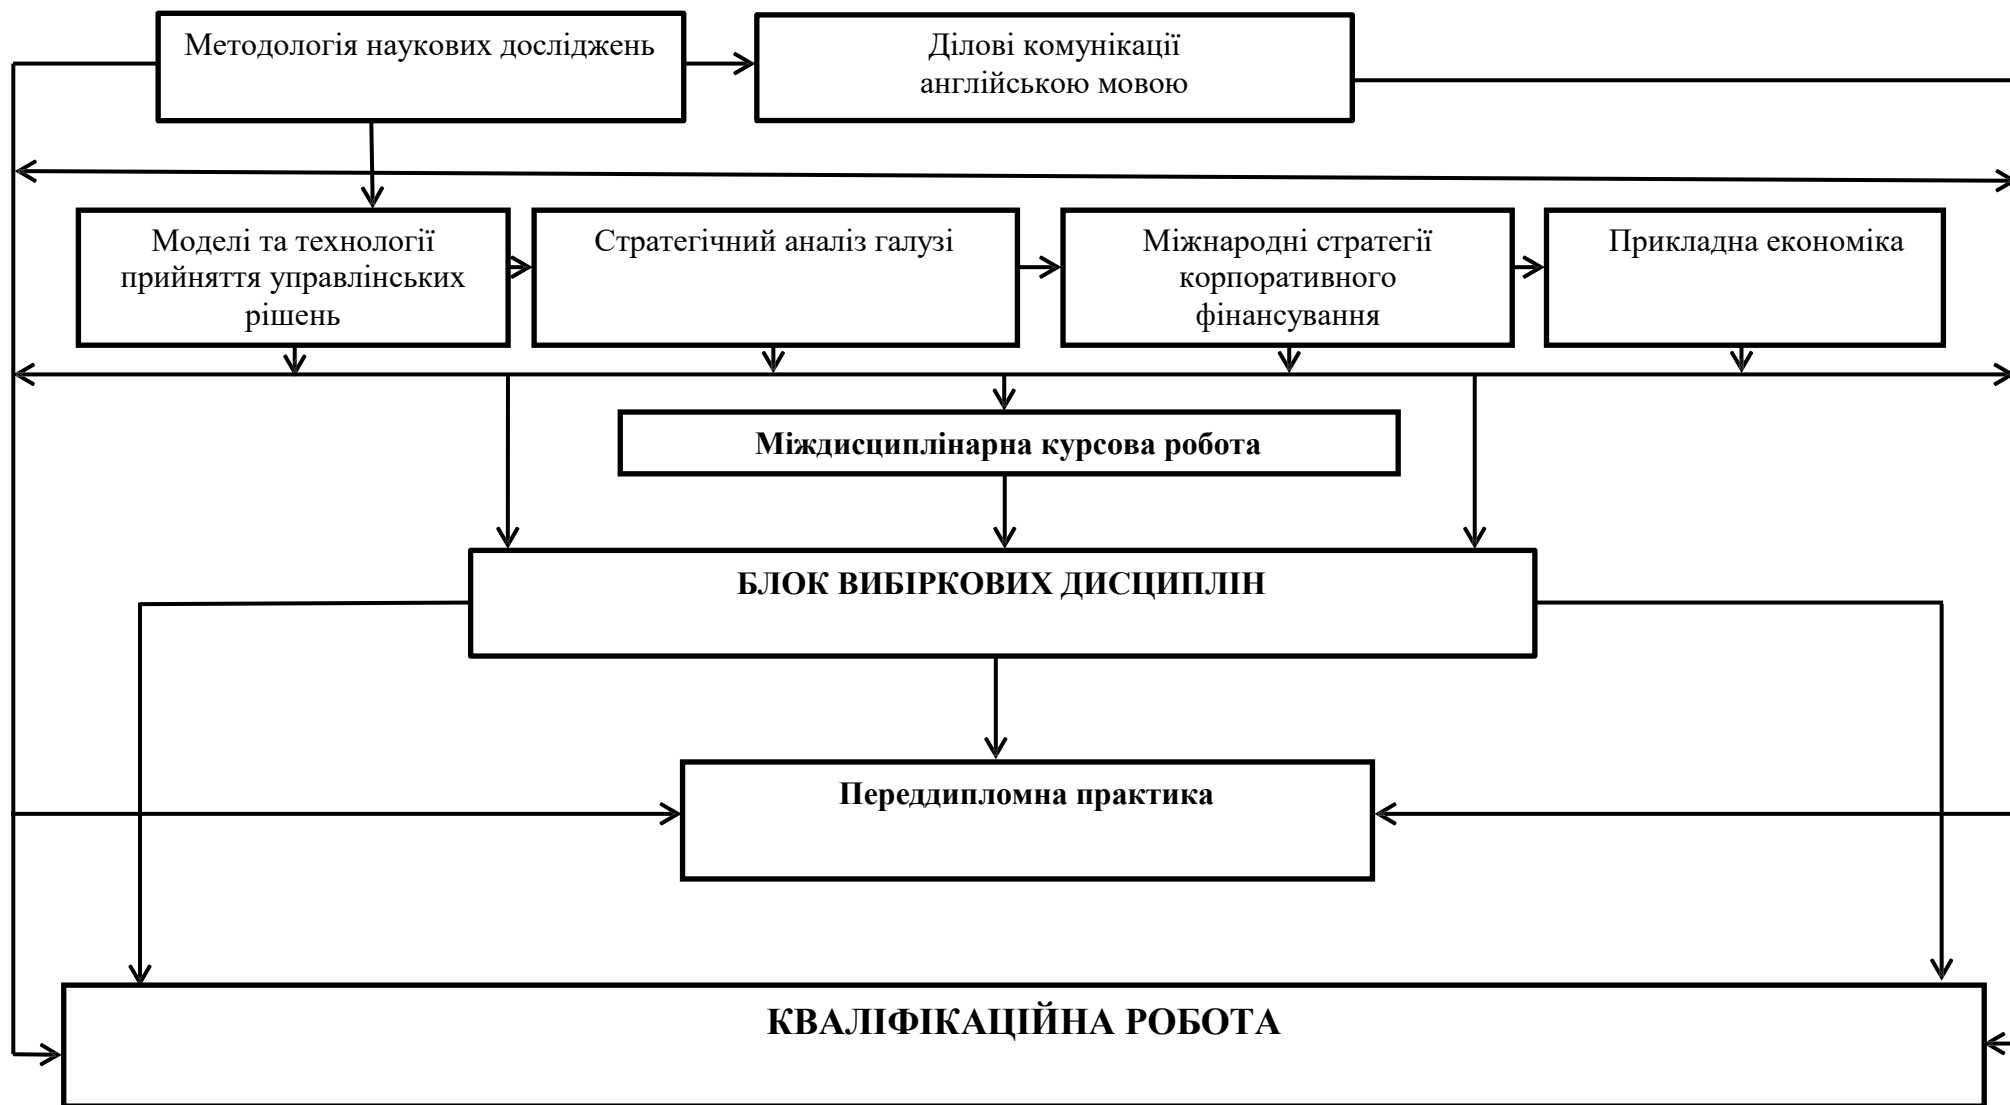 Методологія наукових досліджень
Ділові комунікації
англійською мовою
Моделі та технології
прийняття управлінських
рішень
Стратегічний аналіз галузі
Міжнародні стратегії
корпоративного
фінансування
Прикладна економіка
Міждисциплінарна курсова робота
БЛОК ВИБІРКОВИХ ДИСЦИПЛІН
Переддипломна практика
КВАЛІФІКАЦІЙНА РОБОТА